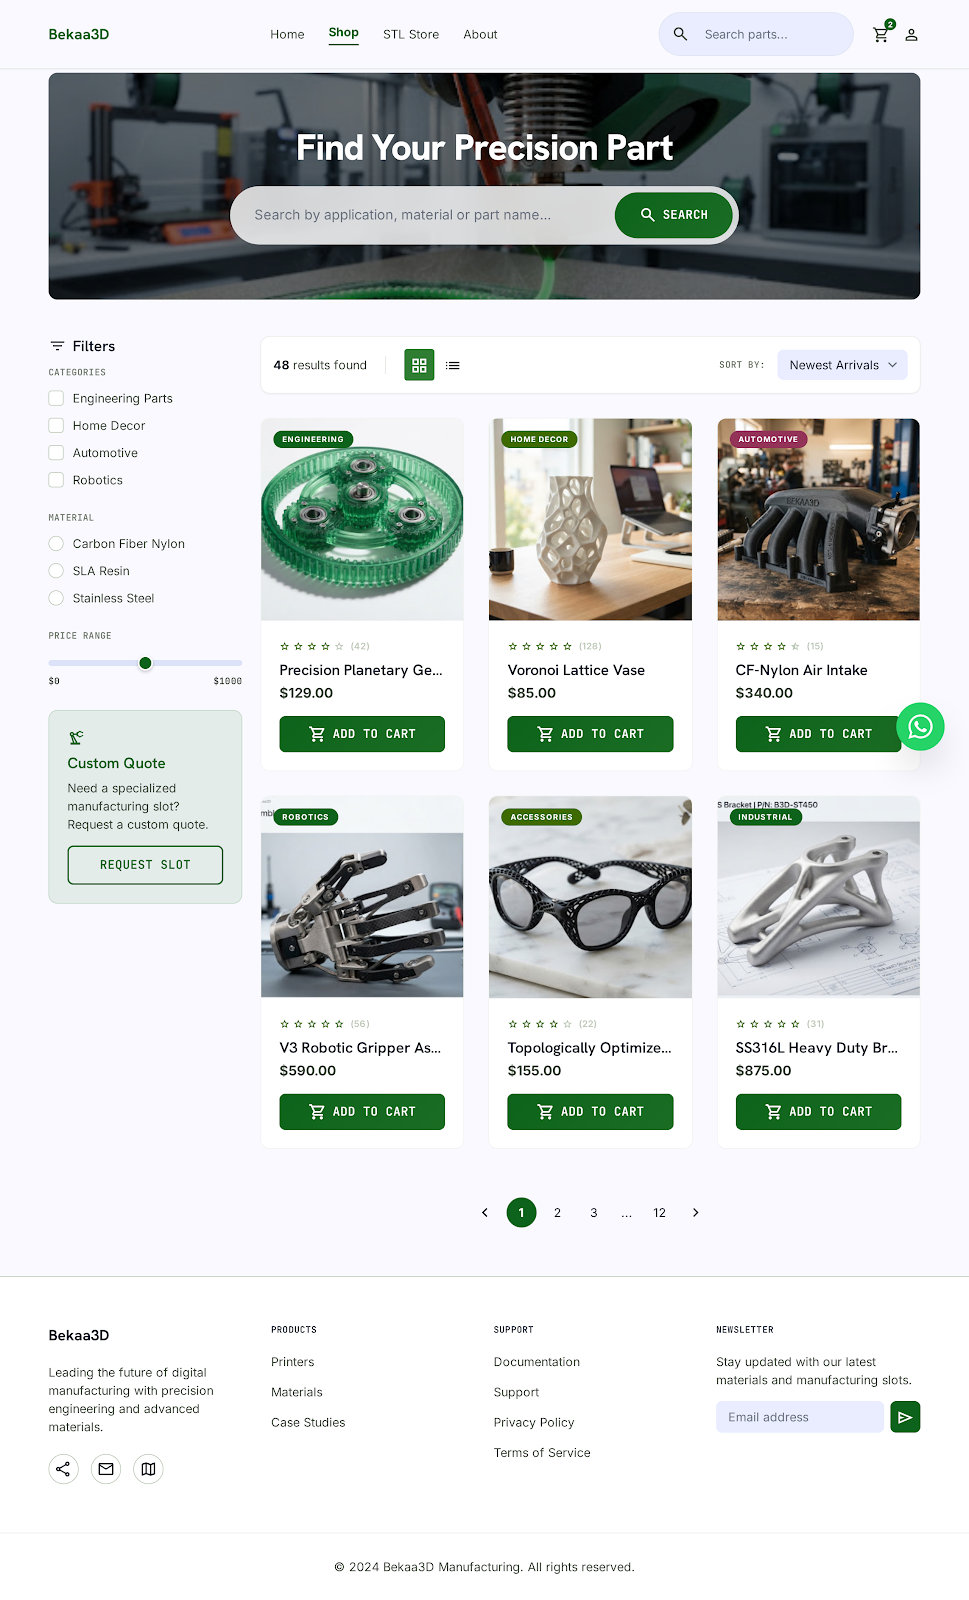 Bekaa3D
Home
Shop
STL Store
About
Search parts...
2
Find Your Precision Part
Search by application, material or part name...
SEARCH
Filters
CATEGORIES
Engineering Parts
Home Decor
Automotive
Robotics
MATERIAL
Carbon Fiber Nylon
SLA Resin
Stainless Steel
PRICE RANGE
$0
$1000
Custom Quote
Need a specialized
manufacturing slot?
Request a custom quote.
REQUEST SLOT
48 results found
SORT BY:
Newest Arrivals
ENGINEERING
(42)
Precision Planetary Ge...
$129.00
ADD TO CART
HOME DECOR
(128)
Voronoi Lattice Vase
$85.00
ADD TO CART
AUTOMOTIVE
BEKAA3D
(15)
CF-Nylon Air Intake
$340.00
ADD TO CART
ROBOTICS
(56)
V3 Robotic Gripper As...
$590.00
ADD TO CART
ACCESSORIES
(22)
Topologically Optimize...
$155.00
ADD TO CART
S Bracket | P/N: B3D-ST450
INDUSTRIAL
(31)
SS316L Heavy Duty Br...
$875.00
ADD TO CART
1
2
3
...
12
Bekaa3D
Leading the future of digital
manufacturing with precision
engineering and advanced
materials.
PRODUCTS
Printers
Materials
Case Studies
SUPPORT
Documentation
Support
Privacy Policy
Terms of Service
NEWSLETTER
Stay updated with our latest
materials and manufacturing slots.
Email address
© 2024 Bekaa3D Manufacturing. All rights reserved.